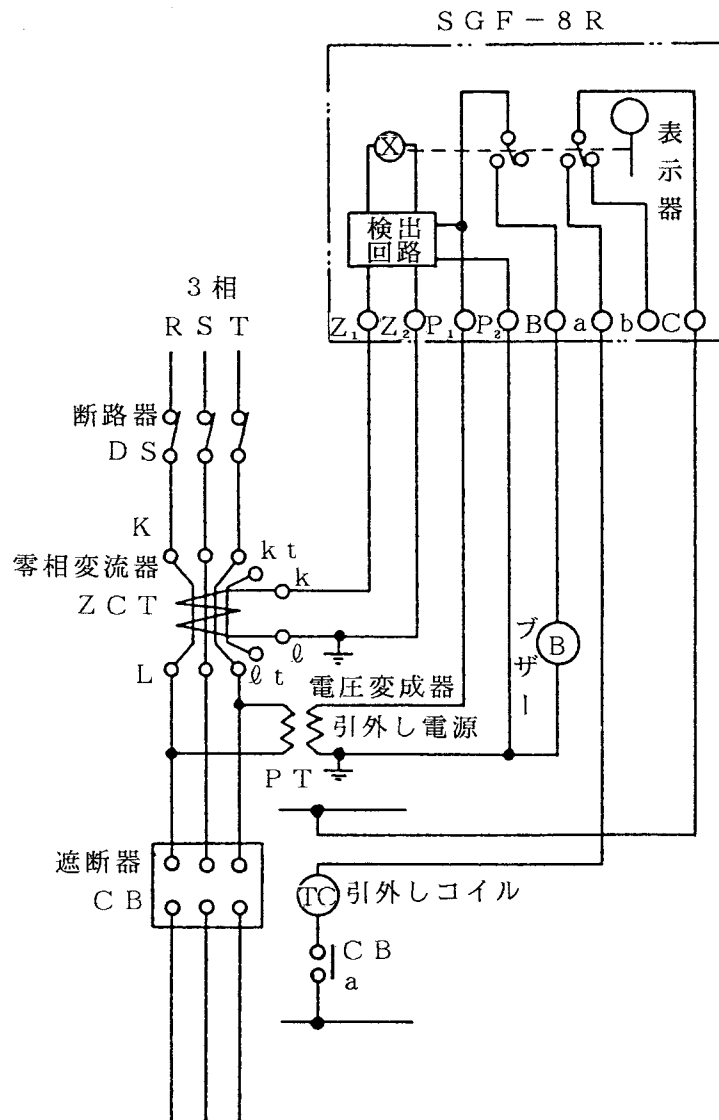 SGF－8R
X
表示器
検出
回路
Z₁ Z₂ P₁ P₂ B a b C
3相
R S T
断路器
DS
K
零相変流器
ZCT
kt
k
ℓ
L
ℓt
ブザー
B
電圧変成器
引外し電源
PT
遮断器
CB
TC 引外しコイル
CB
a